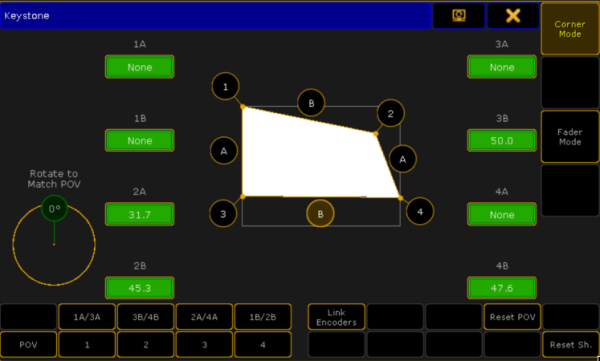 Keystone
Corner
Mode
1A
None
3A
None
1
B
2
1B
None
3B
50.0
Fader
Mode
A
A
Rotate to
Match POV
0°
2A
31.7
4A
None
3
B
4
2B
45.3
4B
47.6
1A/3A
3B/4B
2A/4A
1B/2B
Link
Encoders
Reset POV
POV
1
2
3
4
Reset Sh.